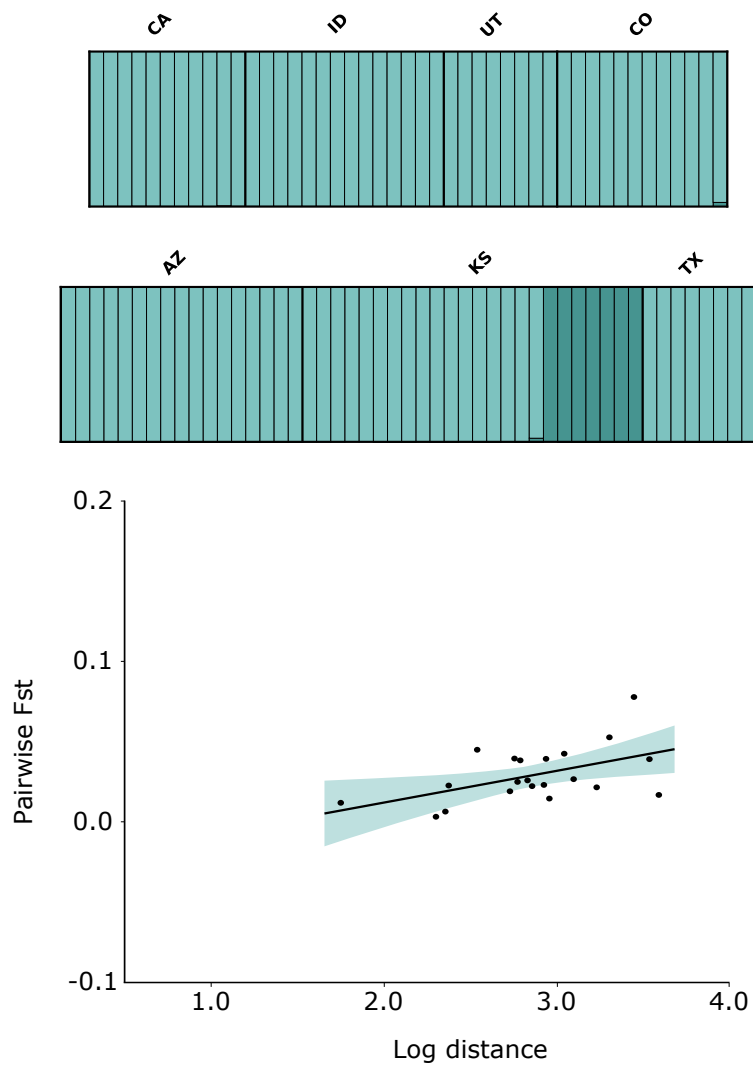 CA ID UT CO
AZ KS TX
0.2
0.1
0.0
-0.1
Pairwise Fst
1.0 2.0 3.0 4.0
Log distance